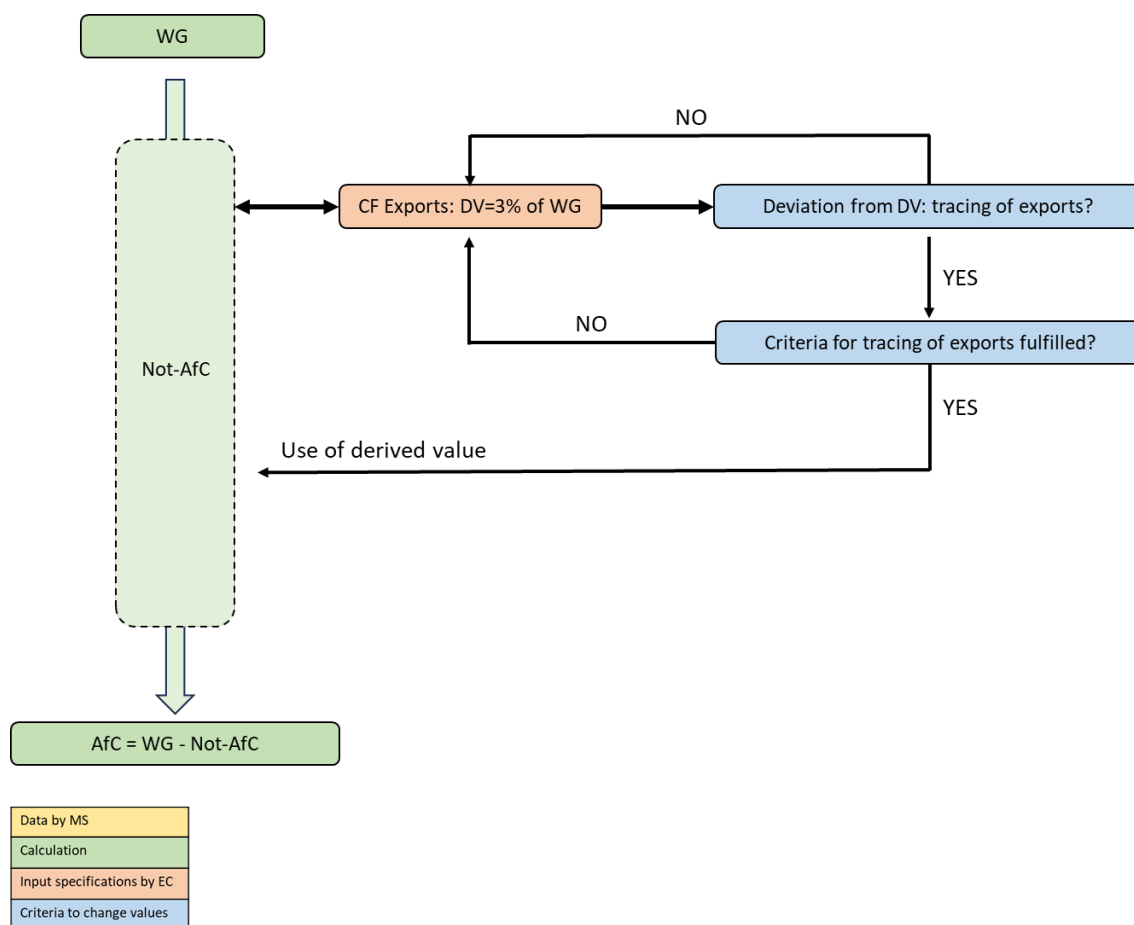 WG
NO
CF Exports: DV=3% of WG
Deviation from DV: tracing of exports?
YES
NO
Criteria for tracing of exports fulfilled?
Not-AfC
YES
Use of derived value
AfC = WG - Not-AfC
Data by MS
Calculation
Input specifications by EC
Criteria to change values